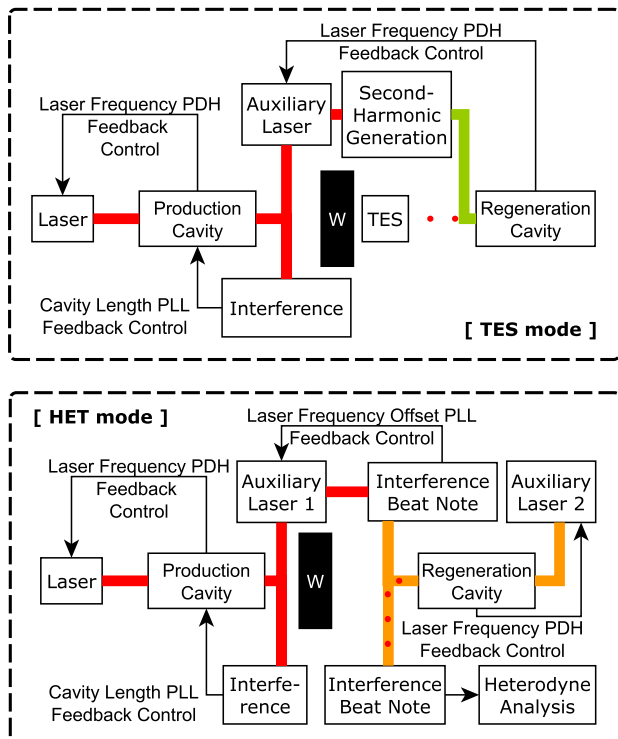 Laser Frequency PDH
Feedback Control
Auxiliary
Laser
Second-
Harmonic
Generation
Laser Frequency PDH
Feedback
Control
Laser
Production
Cavity
W
TES
Regeneration
Cavity
Cavity Length PLL
Feedback Control
Interference
[ TES mode ]
[ HET mode ]
Laser Frequency Offset PLL
Feedback Control
Laser Frequency PDH
Feedback
Control
Auxiliary
Laser 1
Interference
Beat Note
Auxiliary
Laser 2
Laser
Production
Cavity
W
Regeneration
Cavity
Laser Frequency PDH
Feedback Control
Cavity Length PLL
Feedback Control
Interfe-
rence
Interference
Beat Note
Heterodyne
Analysis